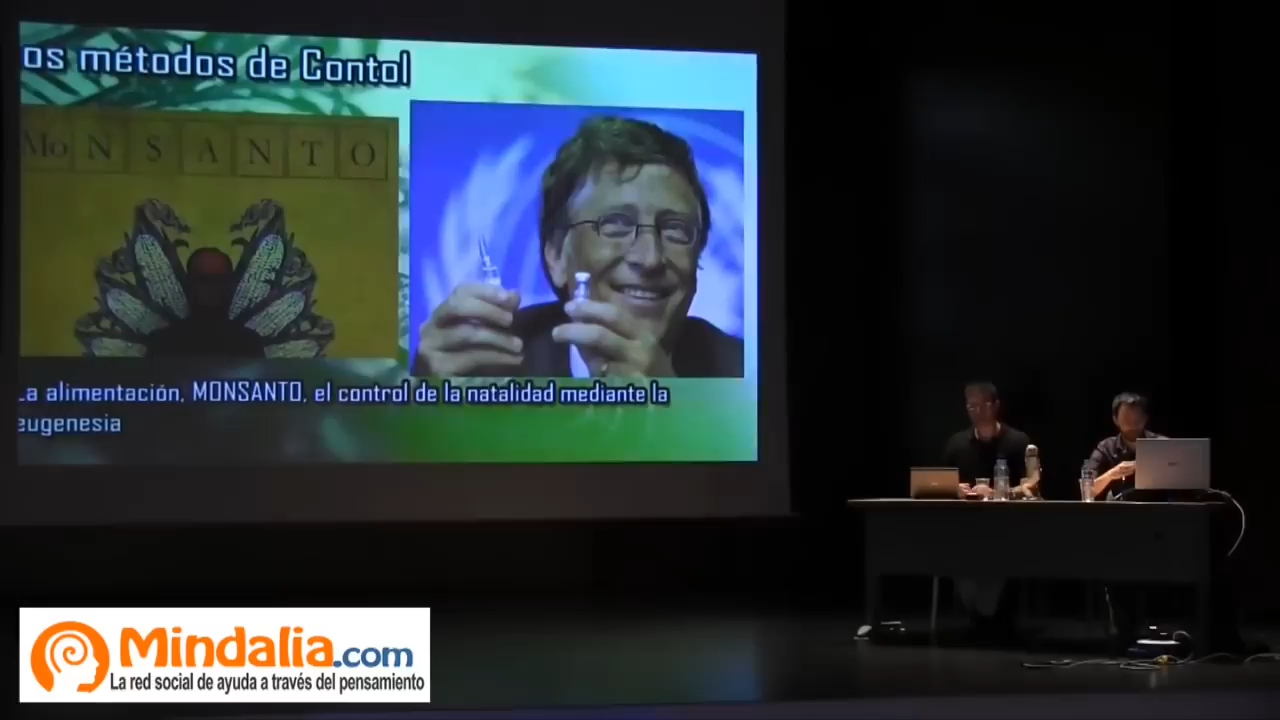 os métodos de Contol
MONSANTO
La alimentación, MONSANTO, el control de la natalidad mediante la
eugenesia
Mindalia.com
La red social de ayuda a través del pensamiento